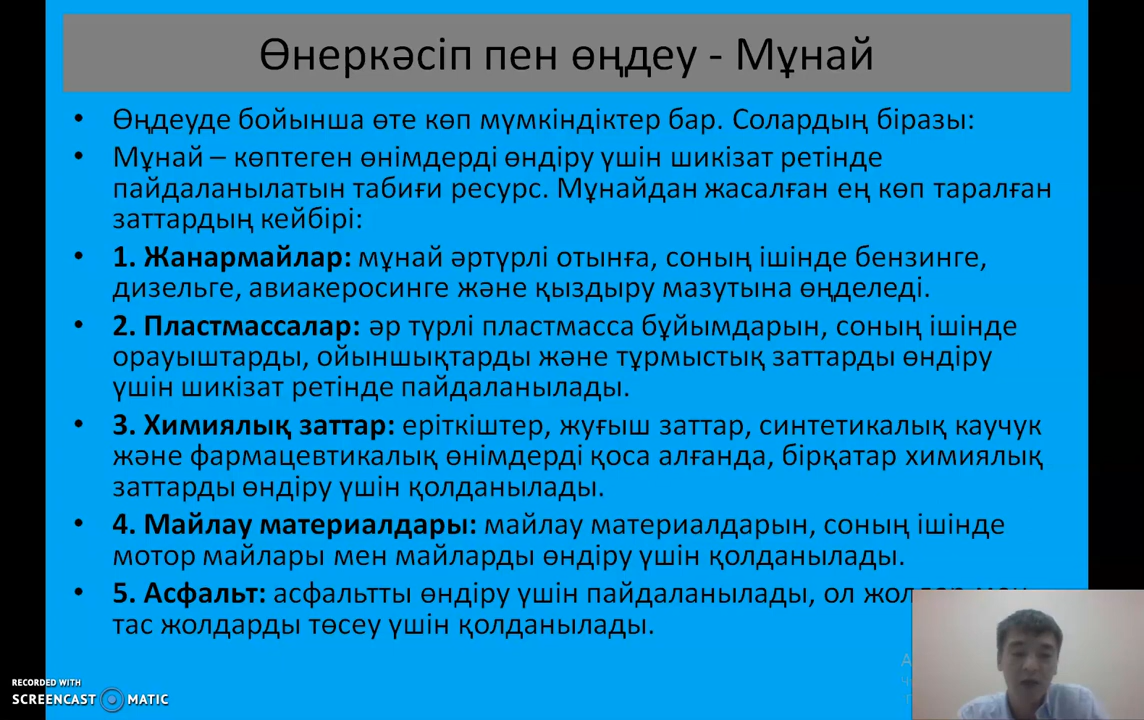 Өнеркәсіп пен өңдеу - Мұнай
• Өңдеуде бойынша өте көп мүмкіндіктер бар. Солардың біразы:
• Мұнай – көптеген өнімдерді өндіру үшін шикізат ретінде
пайдаланылатын табиғи ресурс. Мұнайдан жасалған ең көп таралған
заттардың кейбірі:
• 1. Жанармайлар: мұнай әртүрлі отынға, соның ішінде бензинге,
дизельге, авиакеросинге және қыздыру мазутына өңделеді.
• 2. Пластмассалар: әр түрлі пластмасса бұйымдарын, соның ішінде
орауыштарды, ойыншықтарды және тұрмыстық заттарды өндіру
үшін шикізат ретінде пайдаланылады.
• 3. Химиялық заттар: еріткіштер, жуғыш заттар, синтетикалық каучук
және фармацевтикалық өнімдерді қоса алғанда, бірқатар химиялық
заттарды өндіру үшін қолданылады.
• 4. Майлау материалдары: майлау материалдарын, соның ішінде
мотор майлары мен майларды өндіру үшін қолданылады.
• 5. Асфальт: асфальтты өндіру үшін пайдаланылады, ол
тас жолдарды төсеу үшін қолданылады.
RECORDED WITH
SCREENCAST MATIC